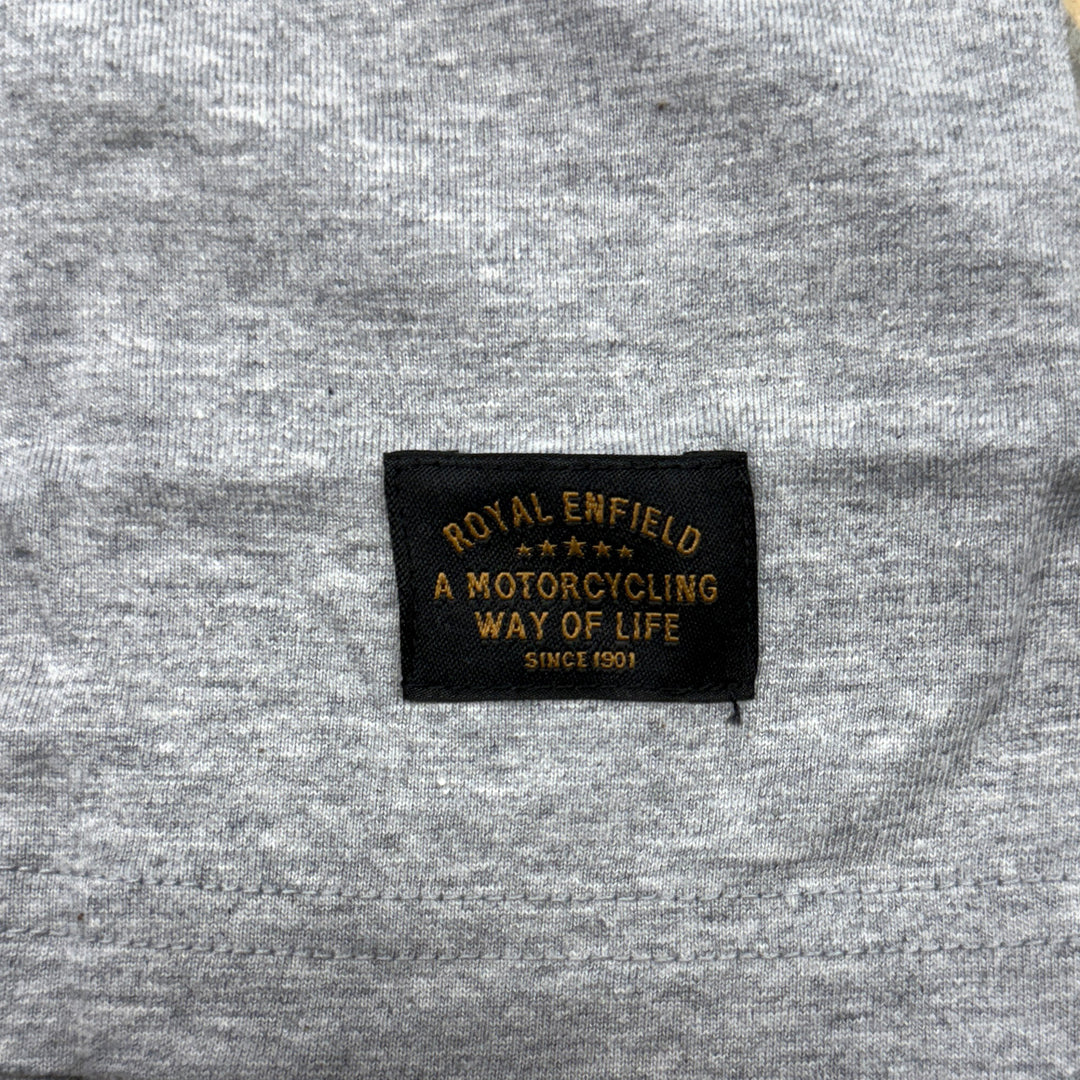 ROYAL ENFIELD
A MOTORCYCLING
WAY OF LIFE
SINCE 1901